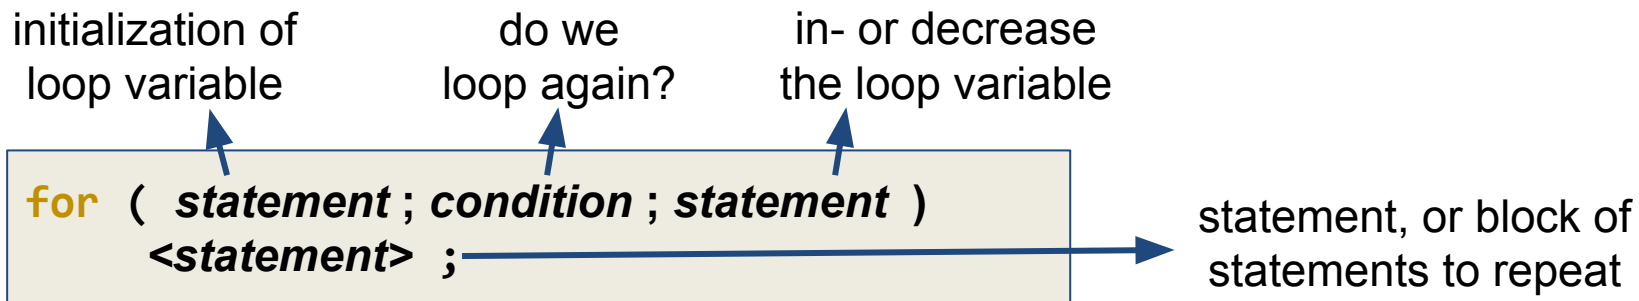 initialization of
loop variable
do we
loop again?
in- or decrease
the loop variable
for ( statement ; condition ; statement )
<statement> ;
statement, or block of
statements to repeat